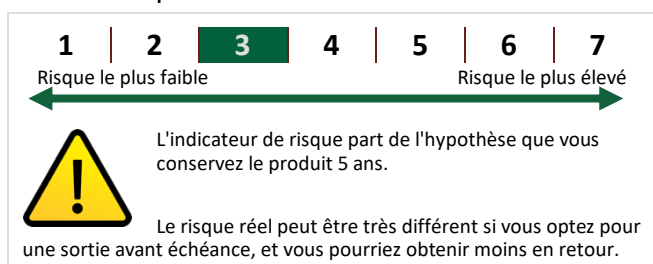 1 2 3 4 5 6 7
Risque le plus faible Risque le plus élevé
L'indicateur de risque part de l'hypothèse que vous
conservez le produit 5 ans.
Le risque réel peut être très différent si vous optez pour
une sortie avant échéance, et vous pourriez obtenir moins en retour.